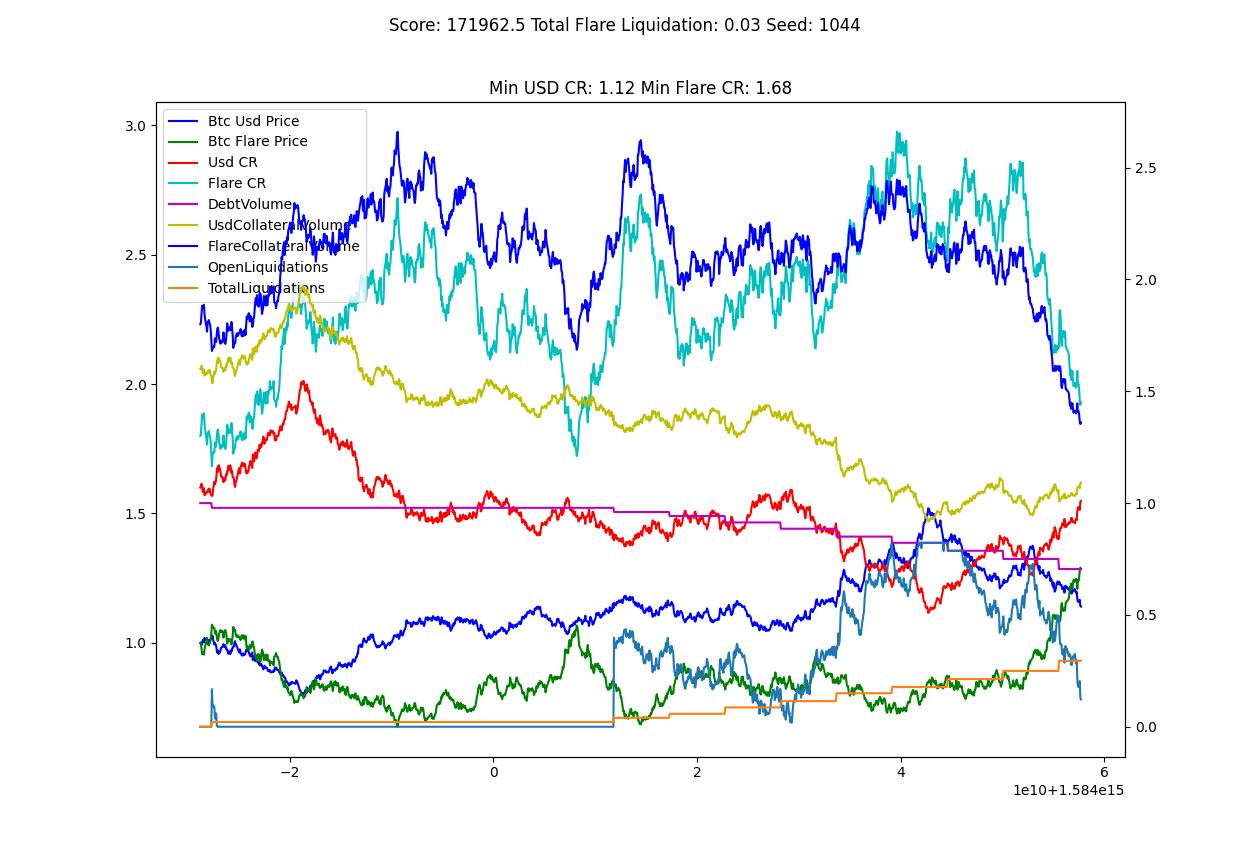 Score: 171962.5 Total Flare Liquidation: 0.03 Seed: 1044
Min USD CR: 1.12 Min Flare CR: 1.68
Btc Usd Price
Btc Flare Price
Usd CR
Flare CR
DebtVolume
UsdCollateralVolume
FlareCollateralVolume
OpenLiquidations
TotalLiquidations
3.0
2.5
2.0
1.5
1.0
2.5
2.0
1.5
1.0
0.5
0.0
−2 0 2 4 6
1e10+1.584e15